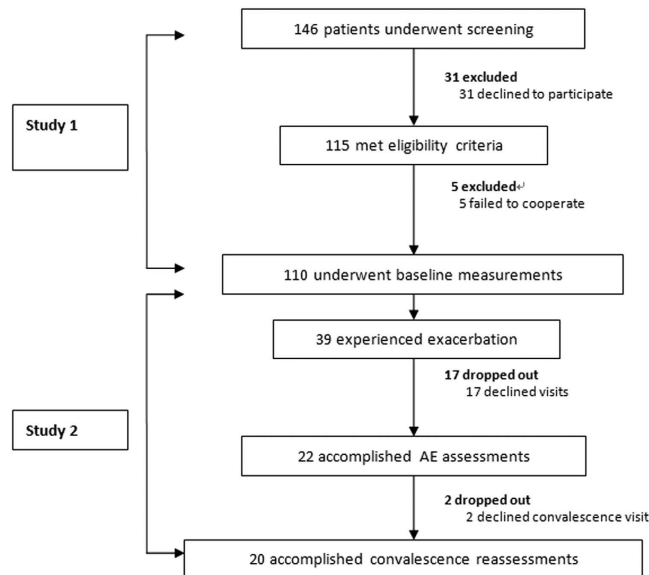 146 patients underwent screening
31 excluded
31 declined to participate
Study 1
115 met eligibility criteria
5 excluded↵
5 failed to cooperate
110 underwent baseline measurements
39 experienced exacerbation
17 dropped out
17 declined visits
Study 2
22 accomplished AE assessments
2 dropped out
2 declined convalescence visit
20 accomplished convalescence reassessments